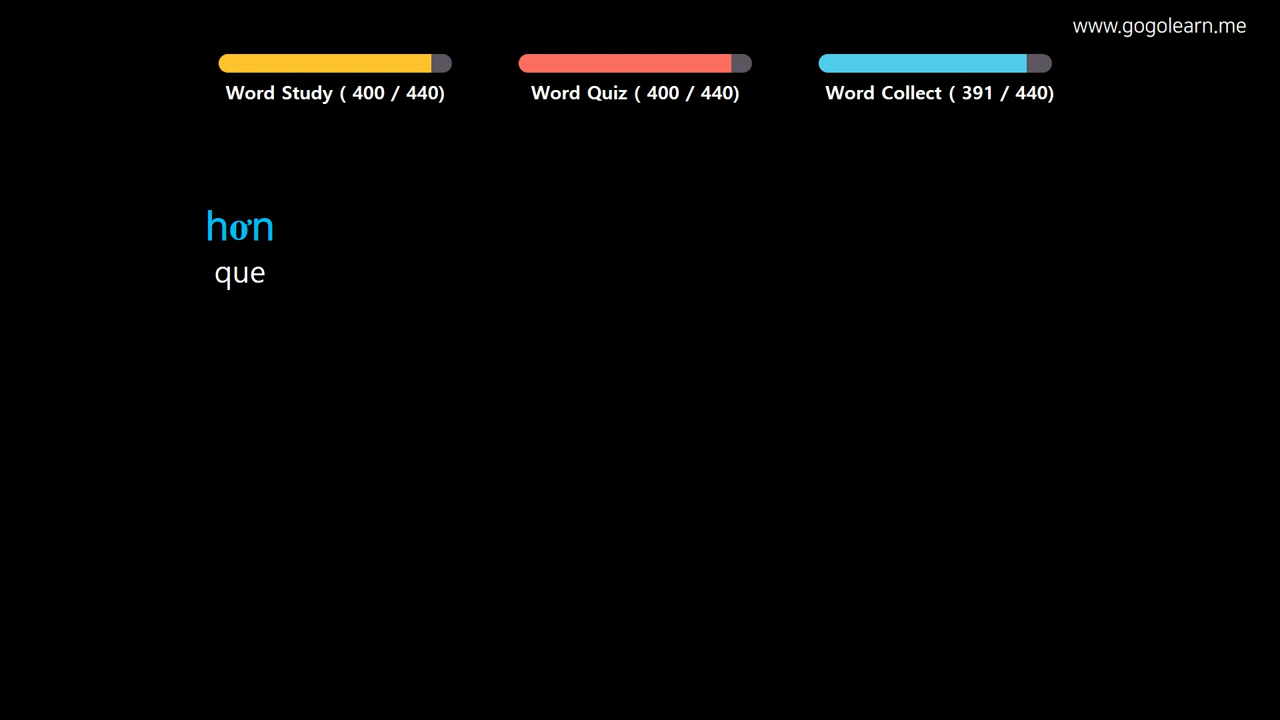 www.gogolearn.me
Word Study ( 400 / 440)
Word Quiz ( 400 / 440)
Word Collect ( 391 / 440)
hơn
que